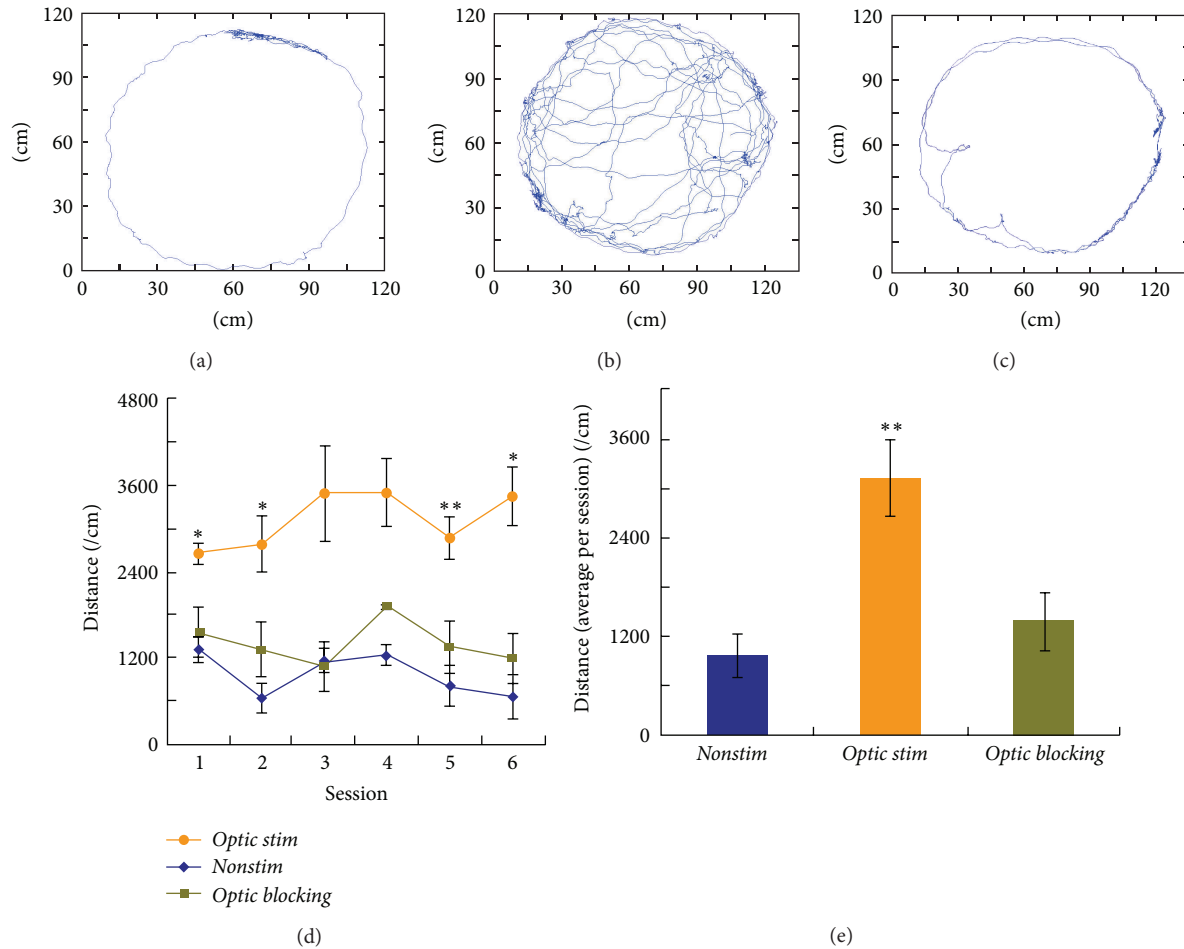 120
90
60
30
0
(cm)
0 30 60 90 120
(cm)
(a)
120
90
60
30
0
(cm)
0 30 60 90 120
(cm)
(b)
120
90
60
30
0
(cm)
0 30 60 90 120
(cm)
(c)
4800
3600
2400
1200
0
Distance (/cm)
* * ** *
1 2 3 4 5 6
Session
Optic stim
Nonstim
Optic blocking
(d)
3600
2400
1200
0
Distance (average per session) (/cm)
**
Nonstim Optic stim Optic blocking
(e)